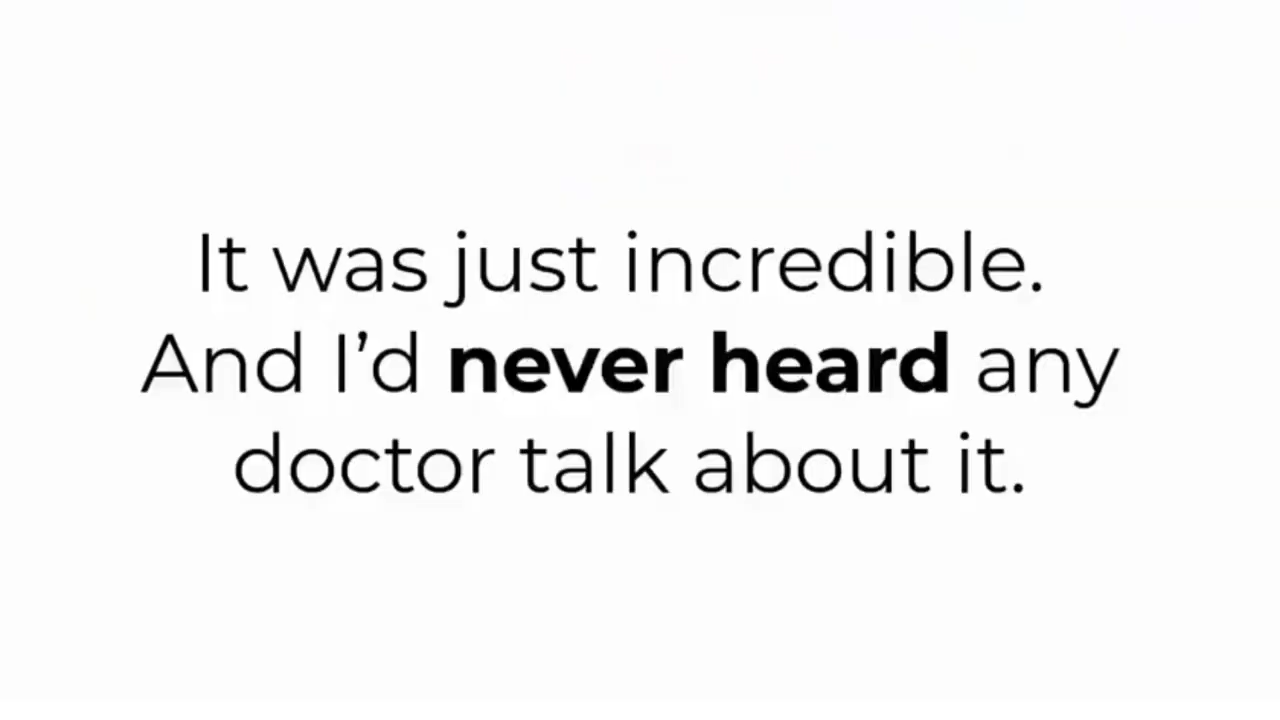 It was just incredible.
And I’d never heard any
doctor talk about it.